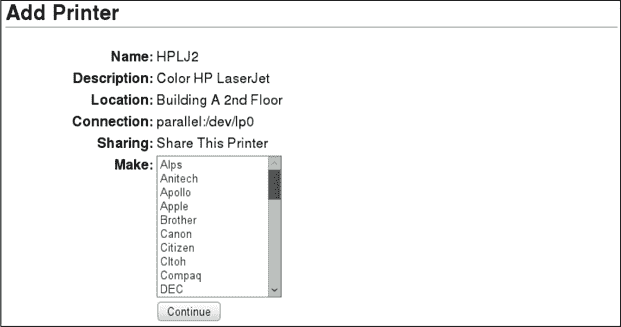 Add Printer
Name: HPLJ2
Description: Color HP LaserJet
Location: Building A 2nd Floor
Connection: parallel:/dev/lp0
Sharing: Share This Printer
Make: Alps
Anitech
Apollo
Apple
Brother
Canon
Citizen
CItoh
Compaq
DEC
Continue